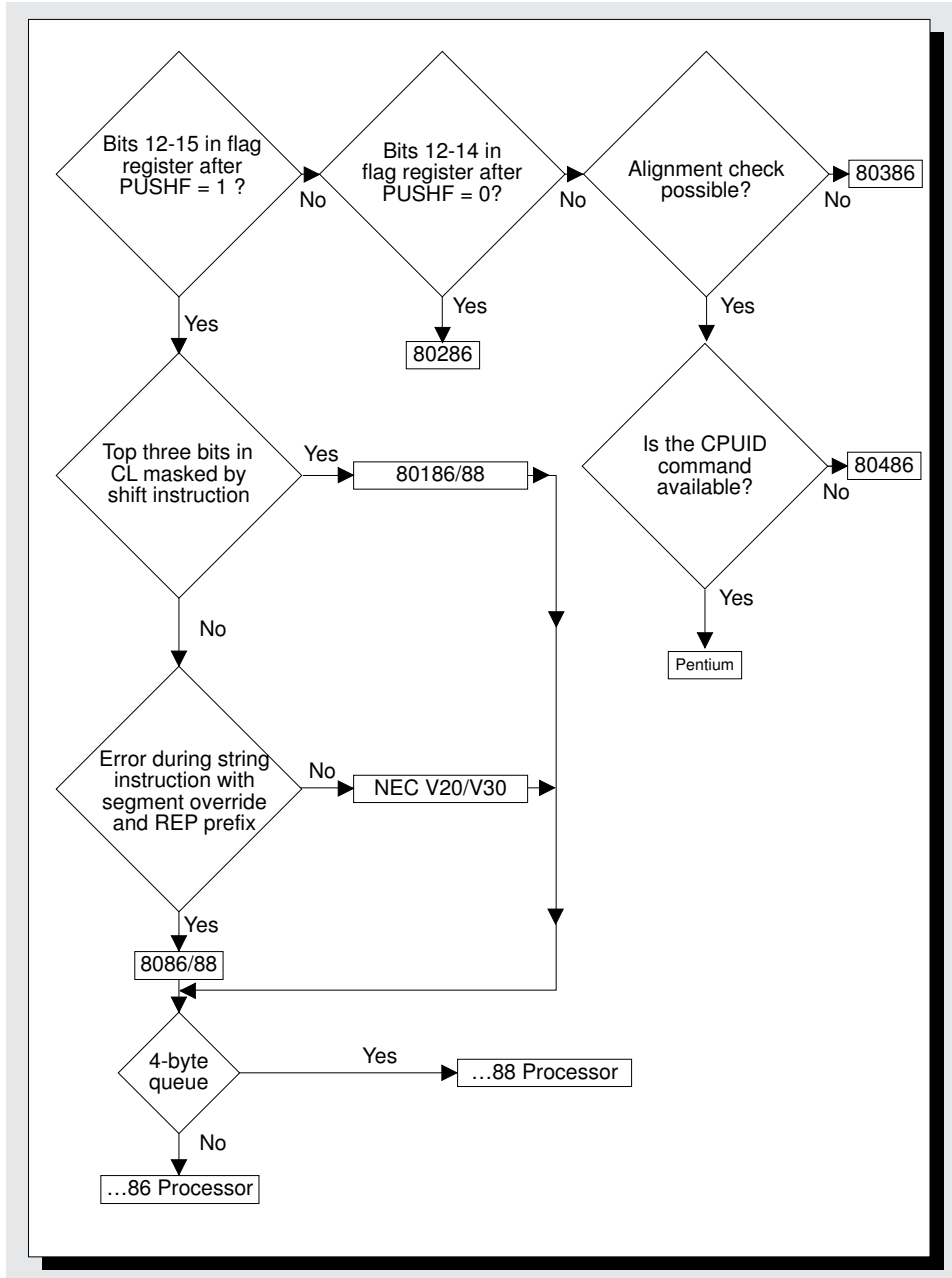 Bits 12-15 in flag
register after
PUSHF = 1 ?
No
Bits 12-14 in
flag register after
PUSHF = 0?
No
Alignment check
possible?
No
80386
Yes
Yes
80286
Yes
Top three bits in
CL masked by
shift instruction
Yes
80186/88
Is the CPUID
command
available?
No
80486
Yes
Pentium
No
Error during string
instruction with
segment override
and REP prefix
No
NEC V20/V30
Yes
8086/88
4-byte
queue
Yes
...88 Processor
No
...86 Processor